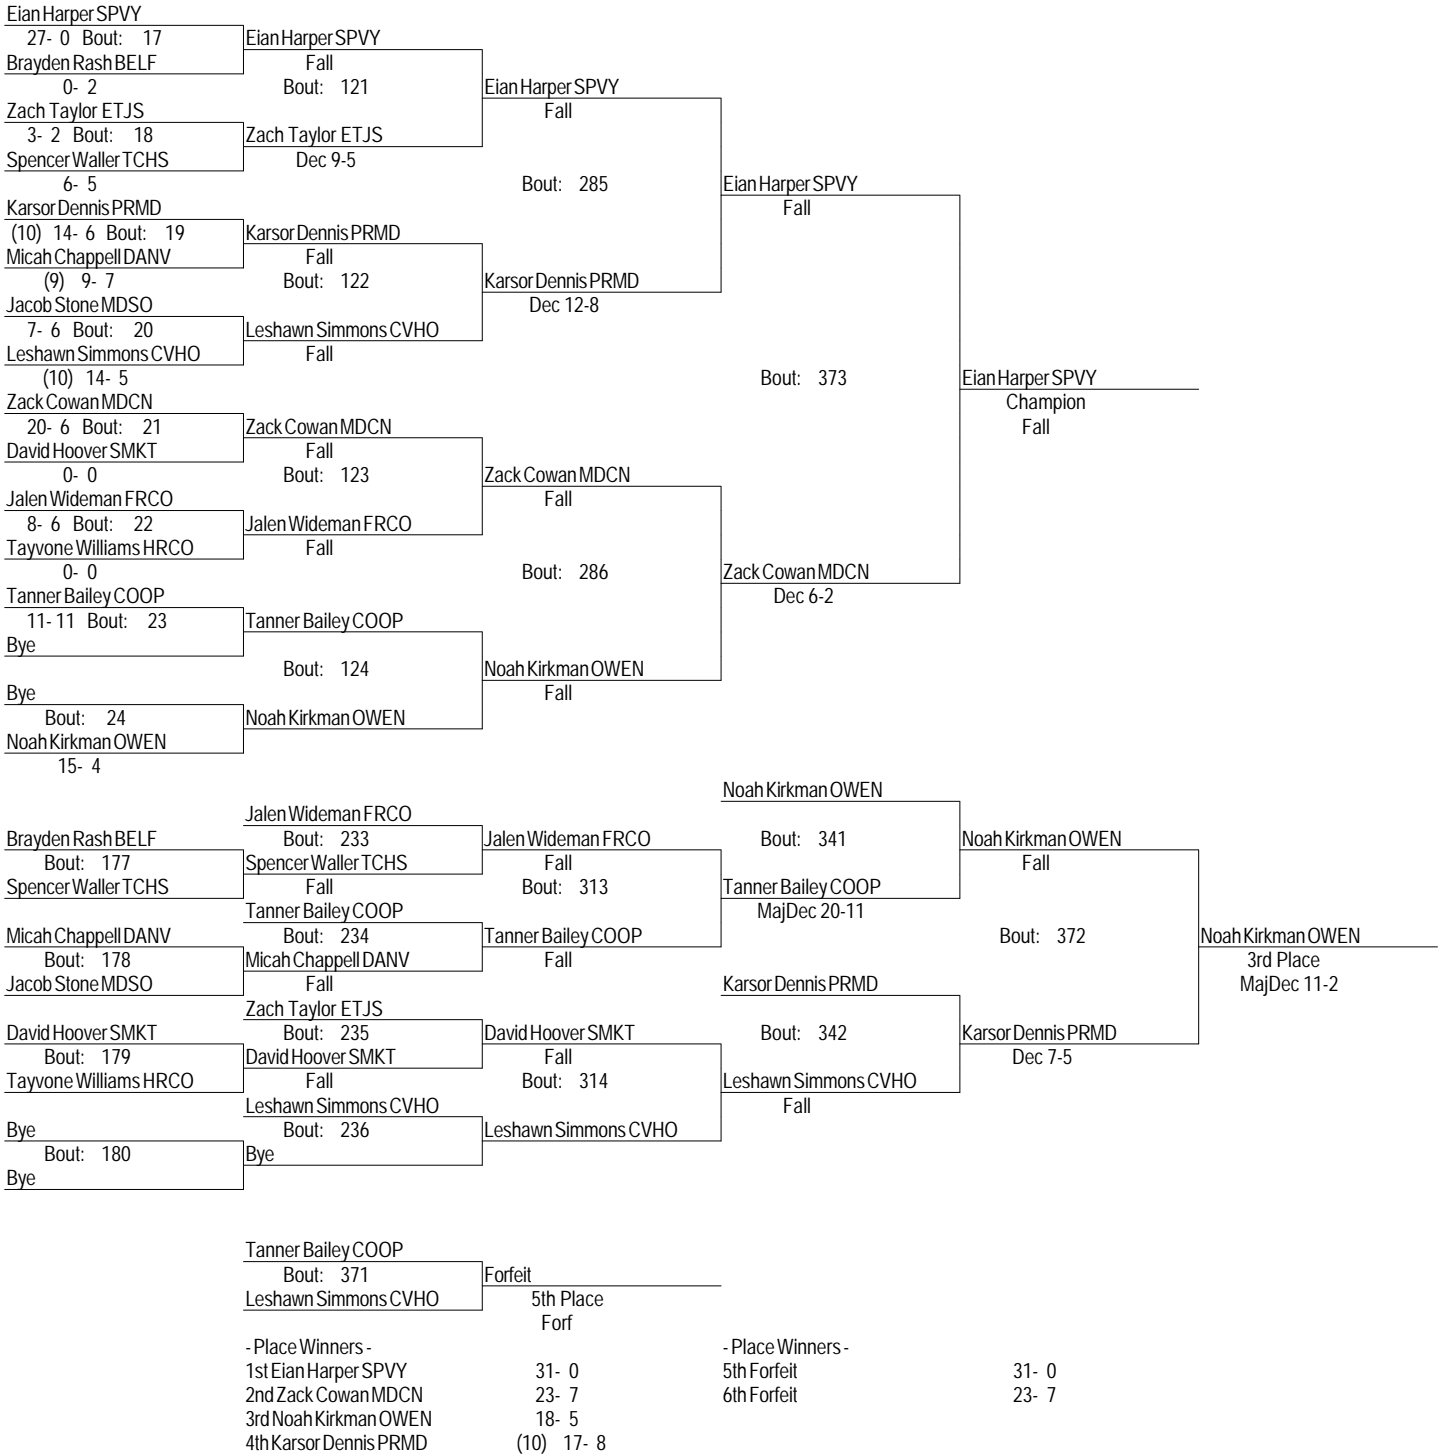 Eian Harper SPVY
27- 0 Bout: 17
Eian Harper SPVY
Brayden Rash BELF
Fall
0- 2
Bout: 121
Eian Harper SPVY
Zach Taylor ETJS
Fall
3- 2 Bout: 18
Zach Taylor ETJS
Spencer Waller TCHS
Dec 9-5
6- 5
Bout: 285
Eian Harper SPVY
Karsor Dennis PRMD
Fall
(10) 14- 6 Bout: 19
Karsor Dennis PRMD
Micah Chappell DANV
Fall
(9) 9- 7
Bout: 122
Karsor Dennis PRMD
Jacob Stone MDSO
Dec 12-8
7- 6 Bout: 20
Leshawn Simmons CVHO
Leshawn Simmons CVHO
Fall
(10) 14- 5
Bout: 373
Eian Harper SPVY
Zack Cowan MDCN
Champion
20- 6 Bout: 21
Zack Cowan MDCN
Fall
David Hoover SMKT
Fall
0- 0
Bout: 123
Zack Cowan MDCN
Jalen Wideman FRCO
Fall
8- 6 Bout: 22
Jalen Wideman FRCO
Tayvone Williams HRCO
Fall
0- 0
Bout: 286
Zack Cowan MDCN
Tanner Bailey COOP
Dec 6-2
11- 11 Bout: 23
Tanner Bailey COOP
Bye
Bout: 124
Noah Kirkman OWEN
Bye
Fall
Bout: 24
Noah Kirkman OWEN
Noah Kirkman OWEN
15- 4
Noah Kirkman OWEN
Jalen Wideman FRCO
Brayden Rash BELF
Bout: 233
Jalen Wideman FRCO
Bout: 341
Noah Kirkman OWEN
Bout: 177
Spencer Waller TCHS
Fall
Fall
Spencer Waller TCHS
Fall
Bout: 313
Tanner Bailey COOP
Tanner Bailey COOP
MajDec 20-11
Micah Chappell DANV
Bout: 234
Tanner Bailey COOP
Bout: 372
Noah Kirkman OWEN
Bout: 178
Micah Chappell DANV
Fall
3rd Place
Jacob Stone MDSO
Fall
Karsor Dennis PRMD
MajDec 11-2
Zach Taylor ETJS
David Hoover SMKT
Bout: 235
David Hoover SMKT
Bout: 342
Karsor Dennis PRMD
Bout: 179
David Hoover SMKT
Fall
Dec 7-5
Tayvone Williams HRCO
Fall
Bout: 314
Leshawn Simmons CVHO
Leshawn Simmons CVHO
Fall
Bye
Bout: 236
Leshawn Simmons CVHO
Bout: 180
Bye
Bye
Tanner Bailey COOP
Bout: 371
Forfeit
Leshawn Simmons CVHO
5th Place
Forf
- Place Winners -
1st Eian Harper SPVY 31- 0
2nd Zack Cowan MDCN 23- 7
3rd Noah Kirkman OWEN 18- 5
4th Karsor Dennis PRMD (10) 17- 8
- Place Winners -
5th Forfeit 31- 0
6th Forfeit 23- 7